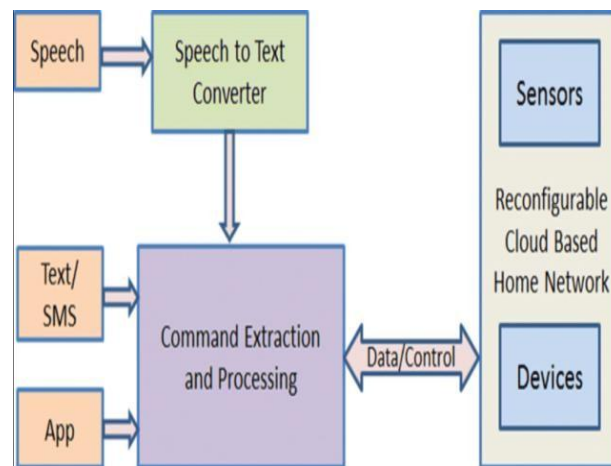 Speech
Speech to Text
Converter
Text/
SMS
App
Command Extraction
and Processing
Data/Control
Sensors
Reconfigurable
Cloud Based
Home Network
Devices